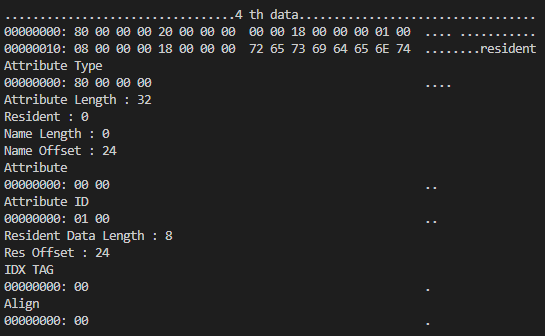 ................................4 th data.................................
00000000: 80 00 00 00 20 00 00 00  00 00 18 00 00 00 01 00  .... ...........
00000010: 08 00 00 00 18 00 00 00  72 65 73 69 64 65 6E 74  ........resident
Attribute Type
00000000: 80 00 00 00                                       ....
Attribute Length : 32
Resident : 0
Name Length : 0
Name Offset : 24
Attribute
00000000: 00 00                                             ..
Attribute ID
00000000: 01 00                                             ..
Resident Data Length : 8
Res Offset : 24
IDX TAG
00000000: 00                                                .
Align
00000000: 00                                                .